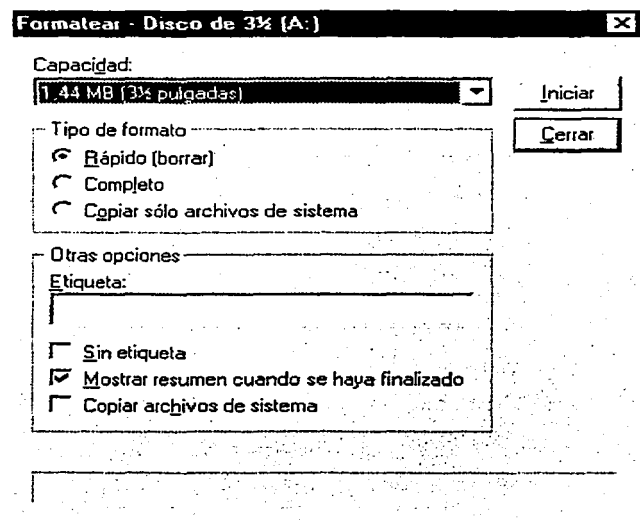 Formatear - Disco de 3½ (A:)
Capacidad:
1,44 MB (3½ pulgadas)
Iniciar
Cerrar
Tipo de formato
Rápido (borrar)
Completo
Copiar sólo archivos de sistema
Otras opciones
Etiqueta:
Sin etiqueta
Mostrar resumen cuando se haya finalizado
Copiar archivos de sistema